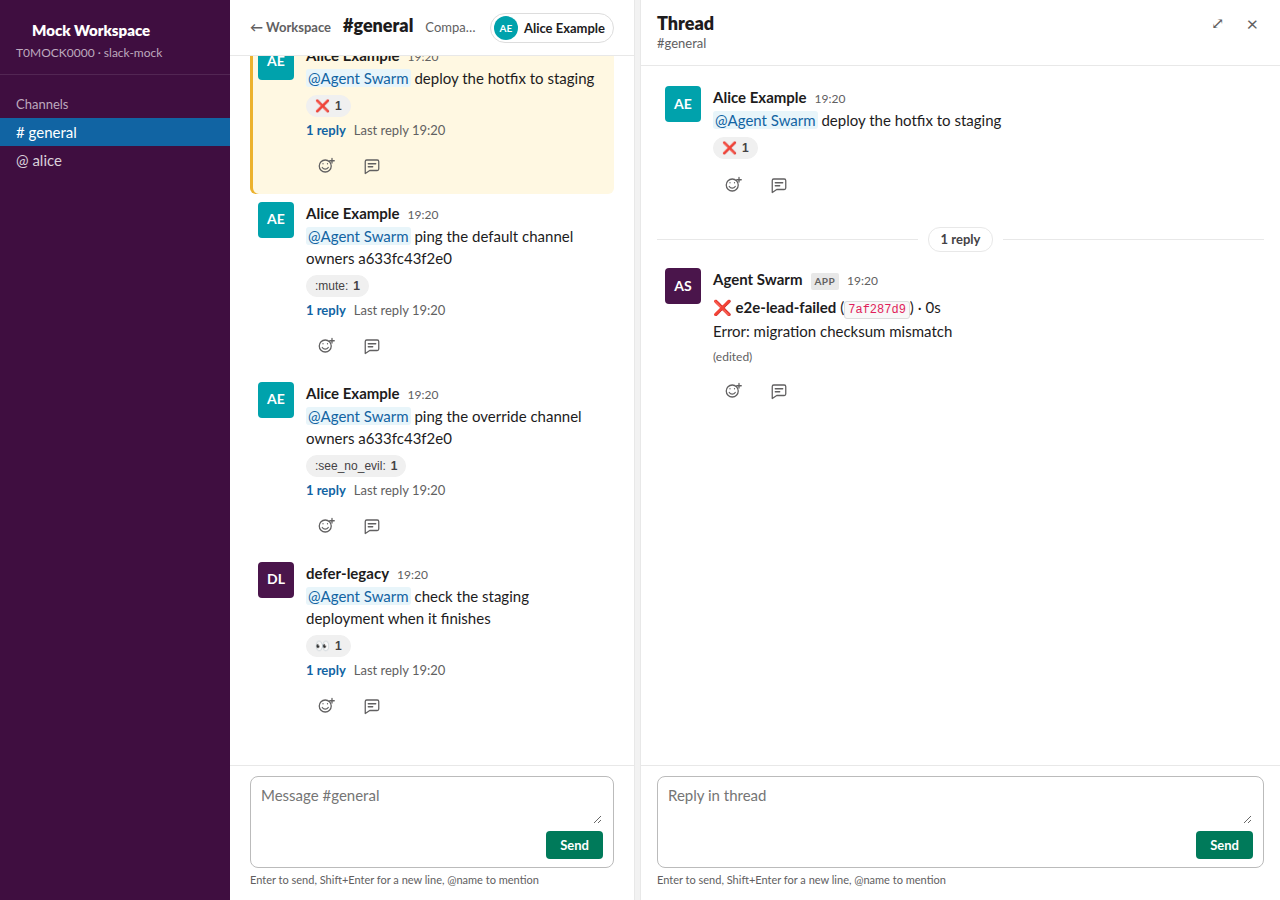 Mock Workspace
T0MOCK0000 · slack-mock
Channels
# general
@ alice
← Workspace #general Compa... AE Alice Example
AE Alice Example 19:20
@Agent Swarm deploy the hotfix to staging
❌ 1
1 reply Last reply 19:20
AE Alice Example 19:20
@Agent Swarm ping the default channel
owners a633fc43f2e0
:mute: 1
1 reply Last reply 19:20
AE Alice Example 19:20
@Agent Swarm ping the override channel
owners a633fc43f2e0
:see_no_evil: 1
1 reply Last reply 19:20
DL defer-legacy 19:20
@Agent Swarm check the staging
deployment when it finishes
👀 1
1 reply Last reply 19:20
Message #general
Send
Enter to send, Shift+Enter for a new line, @name to mention
Thread
#general
AE Alice Example 19:20
@Agent Swarm deploy the hotfix to staging
❌ 1
1 reply
AS Agent Swarm APP 19:20
❌ e2e-lead-failed (7af287d9) · 0s
Error: migration checksum mismatch
(edited)
Reply in thread
Send
Enter to send, Shift+Enter for a new line, @name to mention